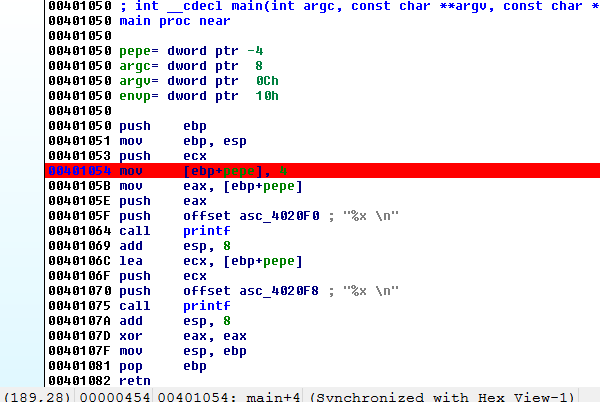 00401050 ; int __cdecl main(int argc, const char **argv, const char *
00401050 main proc near
00401050
00401050 pepe= dword ptr -4
00401050 argc= dword ptr  8
00401050 argv= dword ptr  0Ch
00401050 envp= dword ptr  10h
00401050
00401050 push    ebp
00401051 mov     ebp, esp
00401053 push    ecx
00401054 mov     [ebp+pepe], 4
0040105B mov     eax, [ebp+pepe]
0040105E push    eax
0040105F push    offset asc_4020F0 ; "%x \n"
00401064 call    printf
00401069 add     esp, 8
0040106C lea     ecx, [ebp+pepe]
0040106F push    ecx
00401070 push    offset asc_4020F8 ; "%x \n"
00401075 call    printf
0040107A add     esp, 8
0040107D xor     eax, eax
0040107F mov     esp, ebp
00401081 pop     ebp
00401082 retn
(189,28) 00000454 00401054: main+4 (Synchronized with Hex View-1)